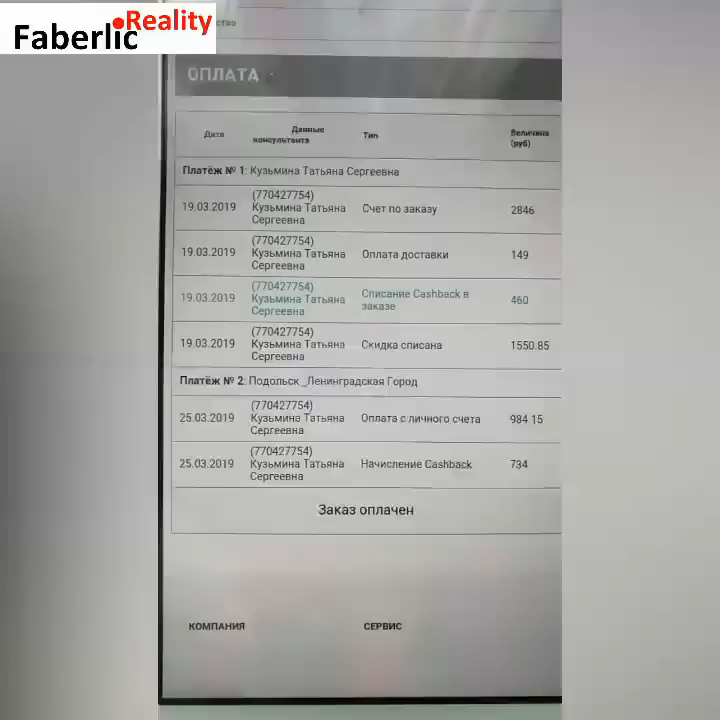 Faberlic Reality
ство
ОПЛАТА
Дата
Данные
консультанта
Тип
Величина
(руб)
Платёж № 1: Кузьмина Татьяна Сергеевна
19.03.2019
(770427754)
Кузьмина Татьяна
Сергеевна
Счет по заказу
2846
19.03.2019
(770427754)
Кузьмина Татьяна
Сергеевна
Оплата доставки
149
19.03.2019
(770427754)
Кузьмина Татьяна
Сергеевна
Списание Cashback в
заказе
460
19.03.2019
(770427754)
Кузьмина Татьяна
Сергеевна
Скидка списана
1550.85
Платёж № 2: Подольск _Ленинградская Город
25.03.2019
(770427754)
Кузьмина Татьяна
Сергеевна
Оплата с личного счета
984 15
25.03.2019
(770427754)
Кузьмина Татьяна
Сергеевна
Начисление Cashback
734
Заказ оплачен
КОМПАНИЯ
СЕРВИС